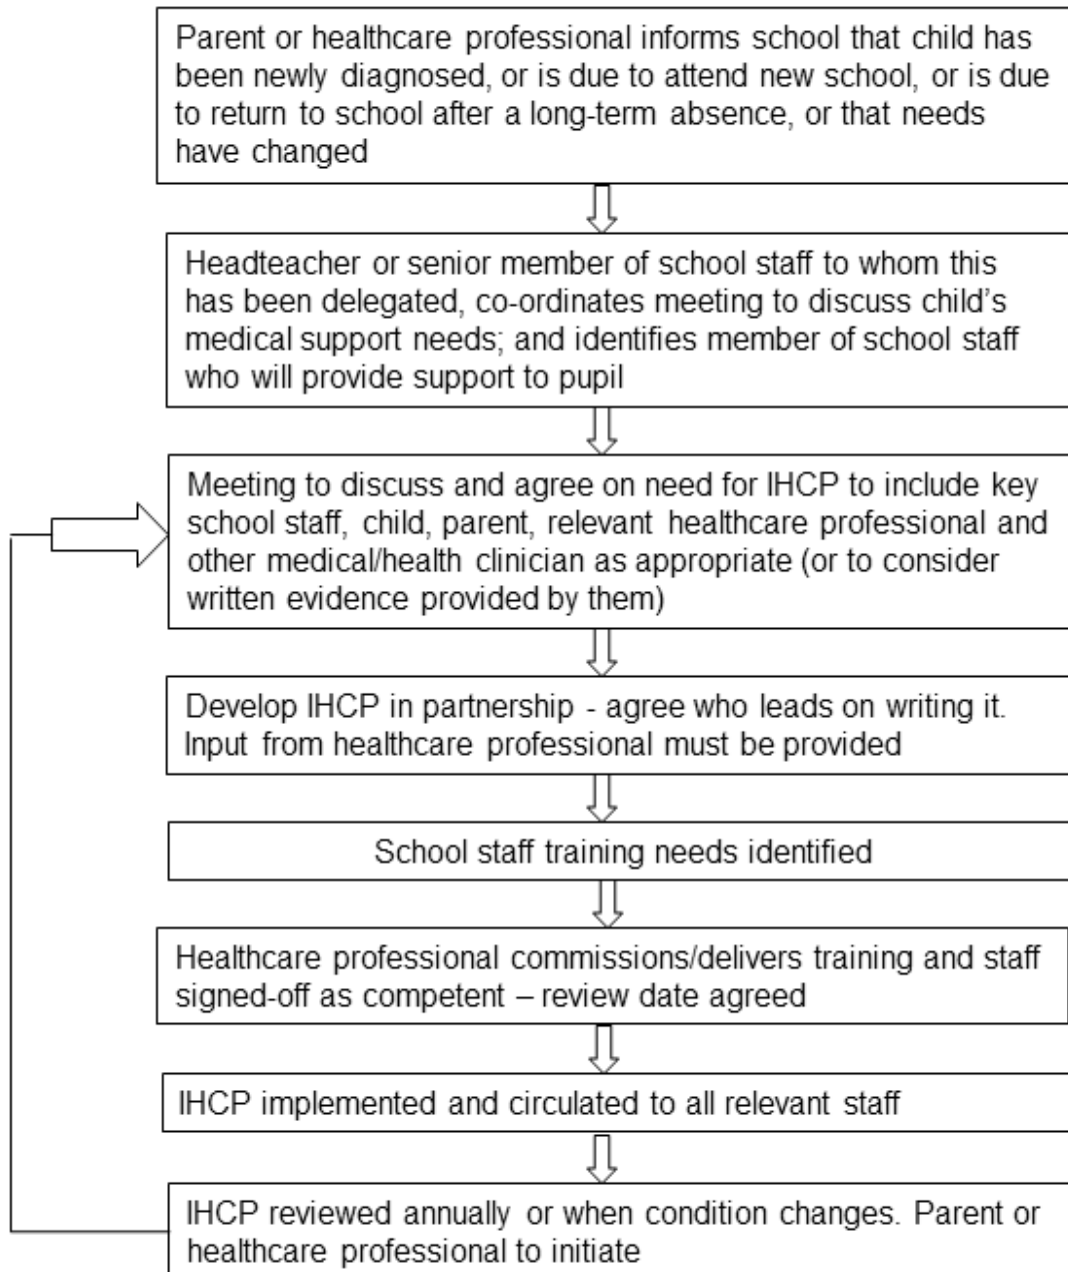 Parent or healthcare professional informs school that child has
been newly diagnosed, or is due to attend new school, or is due
to return to school after a long-term absence, or that needs
have changed
Headteacher or senior member of school staff to whom this
has been delegated, co-ordinates meeting to discuss child's
medical support needs; and identifies member of school staff
who will provide support to pupil
Meeting to discuss and agree on need for IHCP to include key
school staff, child, parent, relevant healthcare professional and
other medical/health clinician as appropriate (or to consider
written evidence provided by them)
Develop IHCP in partnership - agree who leads on writing it.
Input from healthcare professional must be provided
School staff training needs identified
Healthcare professional commissions/delivers training and staff
signed-off as competent – review date agreed
IHCP implemented and circulated to all relevant staff
IHCP reviewed annually or when condition changes. Parent or
healthcare professional to initiate